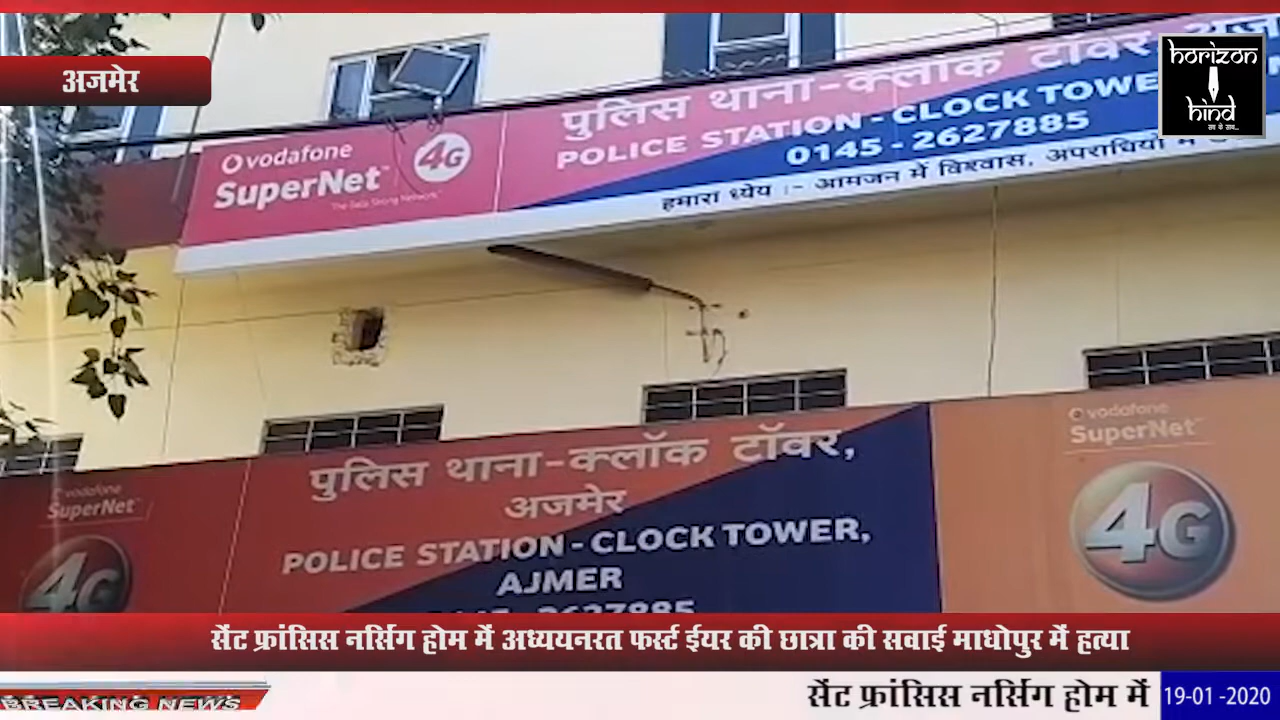 अजमेर
horizon
hind
vodafone
SuperNet
4G
पुलिस थाना-क्लॉक टॉवर
POLICE STATION - CLOCK TOWE
0145 - 2627885
हमारा ध्येय :- आमजन में विश्वास, अपराधियों में
vodafone
SuperNet
4G
पुलिस थाना-क्लॉक टॉवर,
अजमेर
POLICE STATION - CLOCK TOWER,
AJMER
2627885
vodafone
SuperNet
4G
सेंट फ्रांसिस नर्सिग होम में अध्ययनरत फर्स्ट ईयर की छात्रा की सवाई माधोपुर में हत्या
BREAKING NEWS
सेंट फ्रांसिस नर्सिग होम में
19-01 -2020